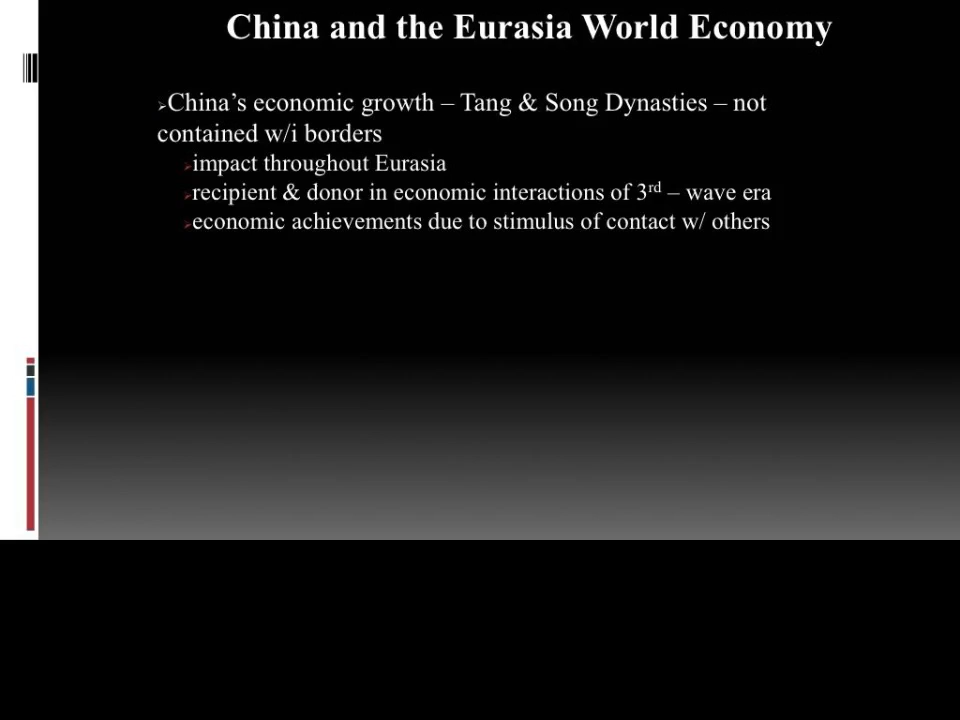 China and the Eurasia World Economy
➢China’s economic growth – Tang & Song Dynasties – not
contained w/i borders
➢impact throughout Eurasia
➢recipient & donor in economic interactions of 3rd – wave era
➢economic achievements due to stimulus of contact w/ others